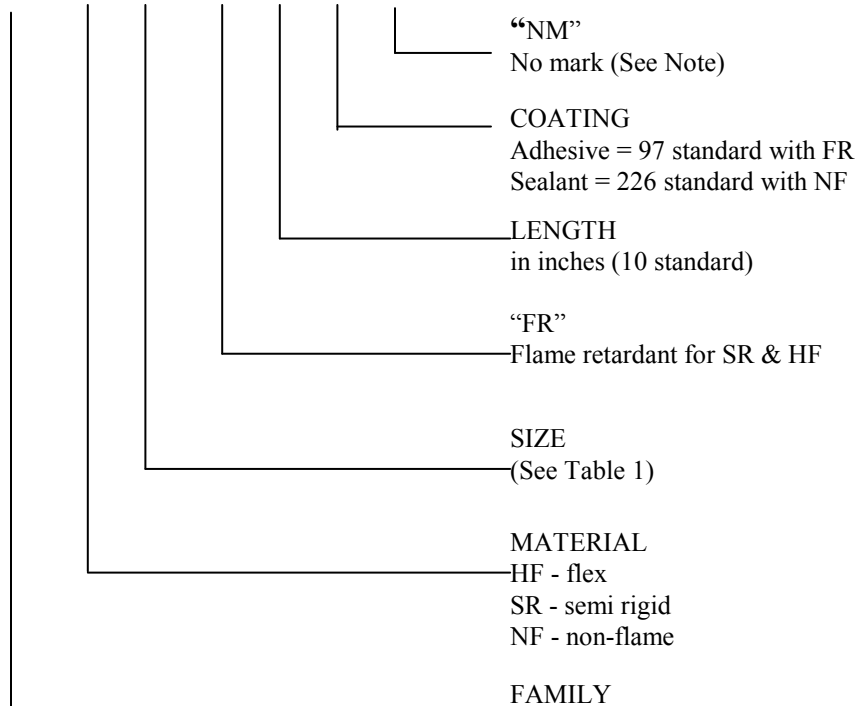 “NM”
No mark (See Note)
COATING
Adhesive = 97 standard with FR
Sealant = 226 standard with NF
LENGTH
in inches (10 standard)
“FR”
Flame retardant for SR & HF
SIZE
(See Table 1)
MATERIAL
HF - flex
SR - semi rigid
NF - non-flame
FAMILY